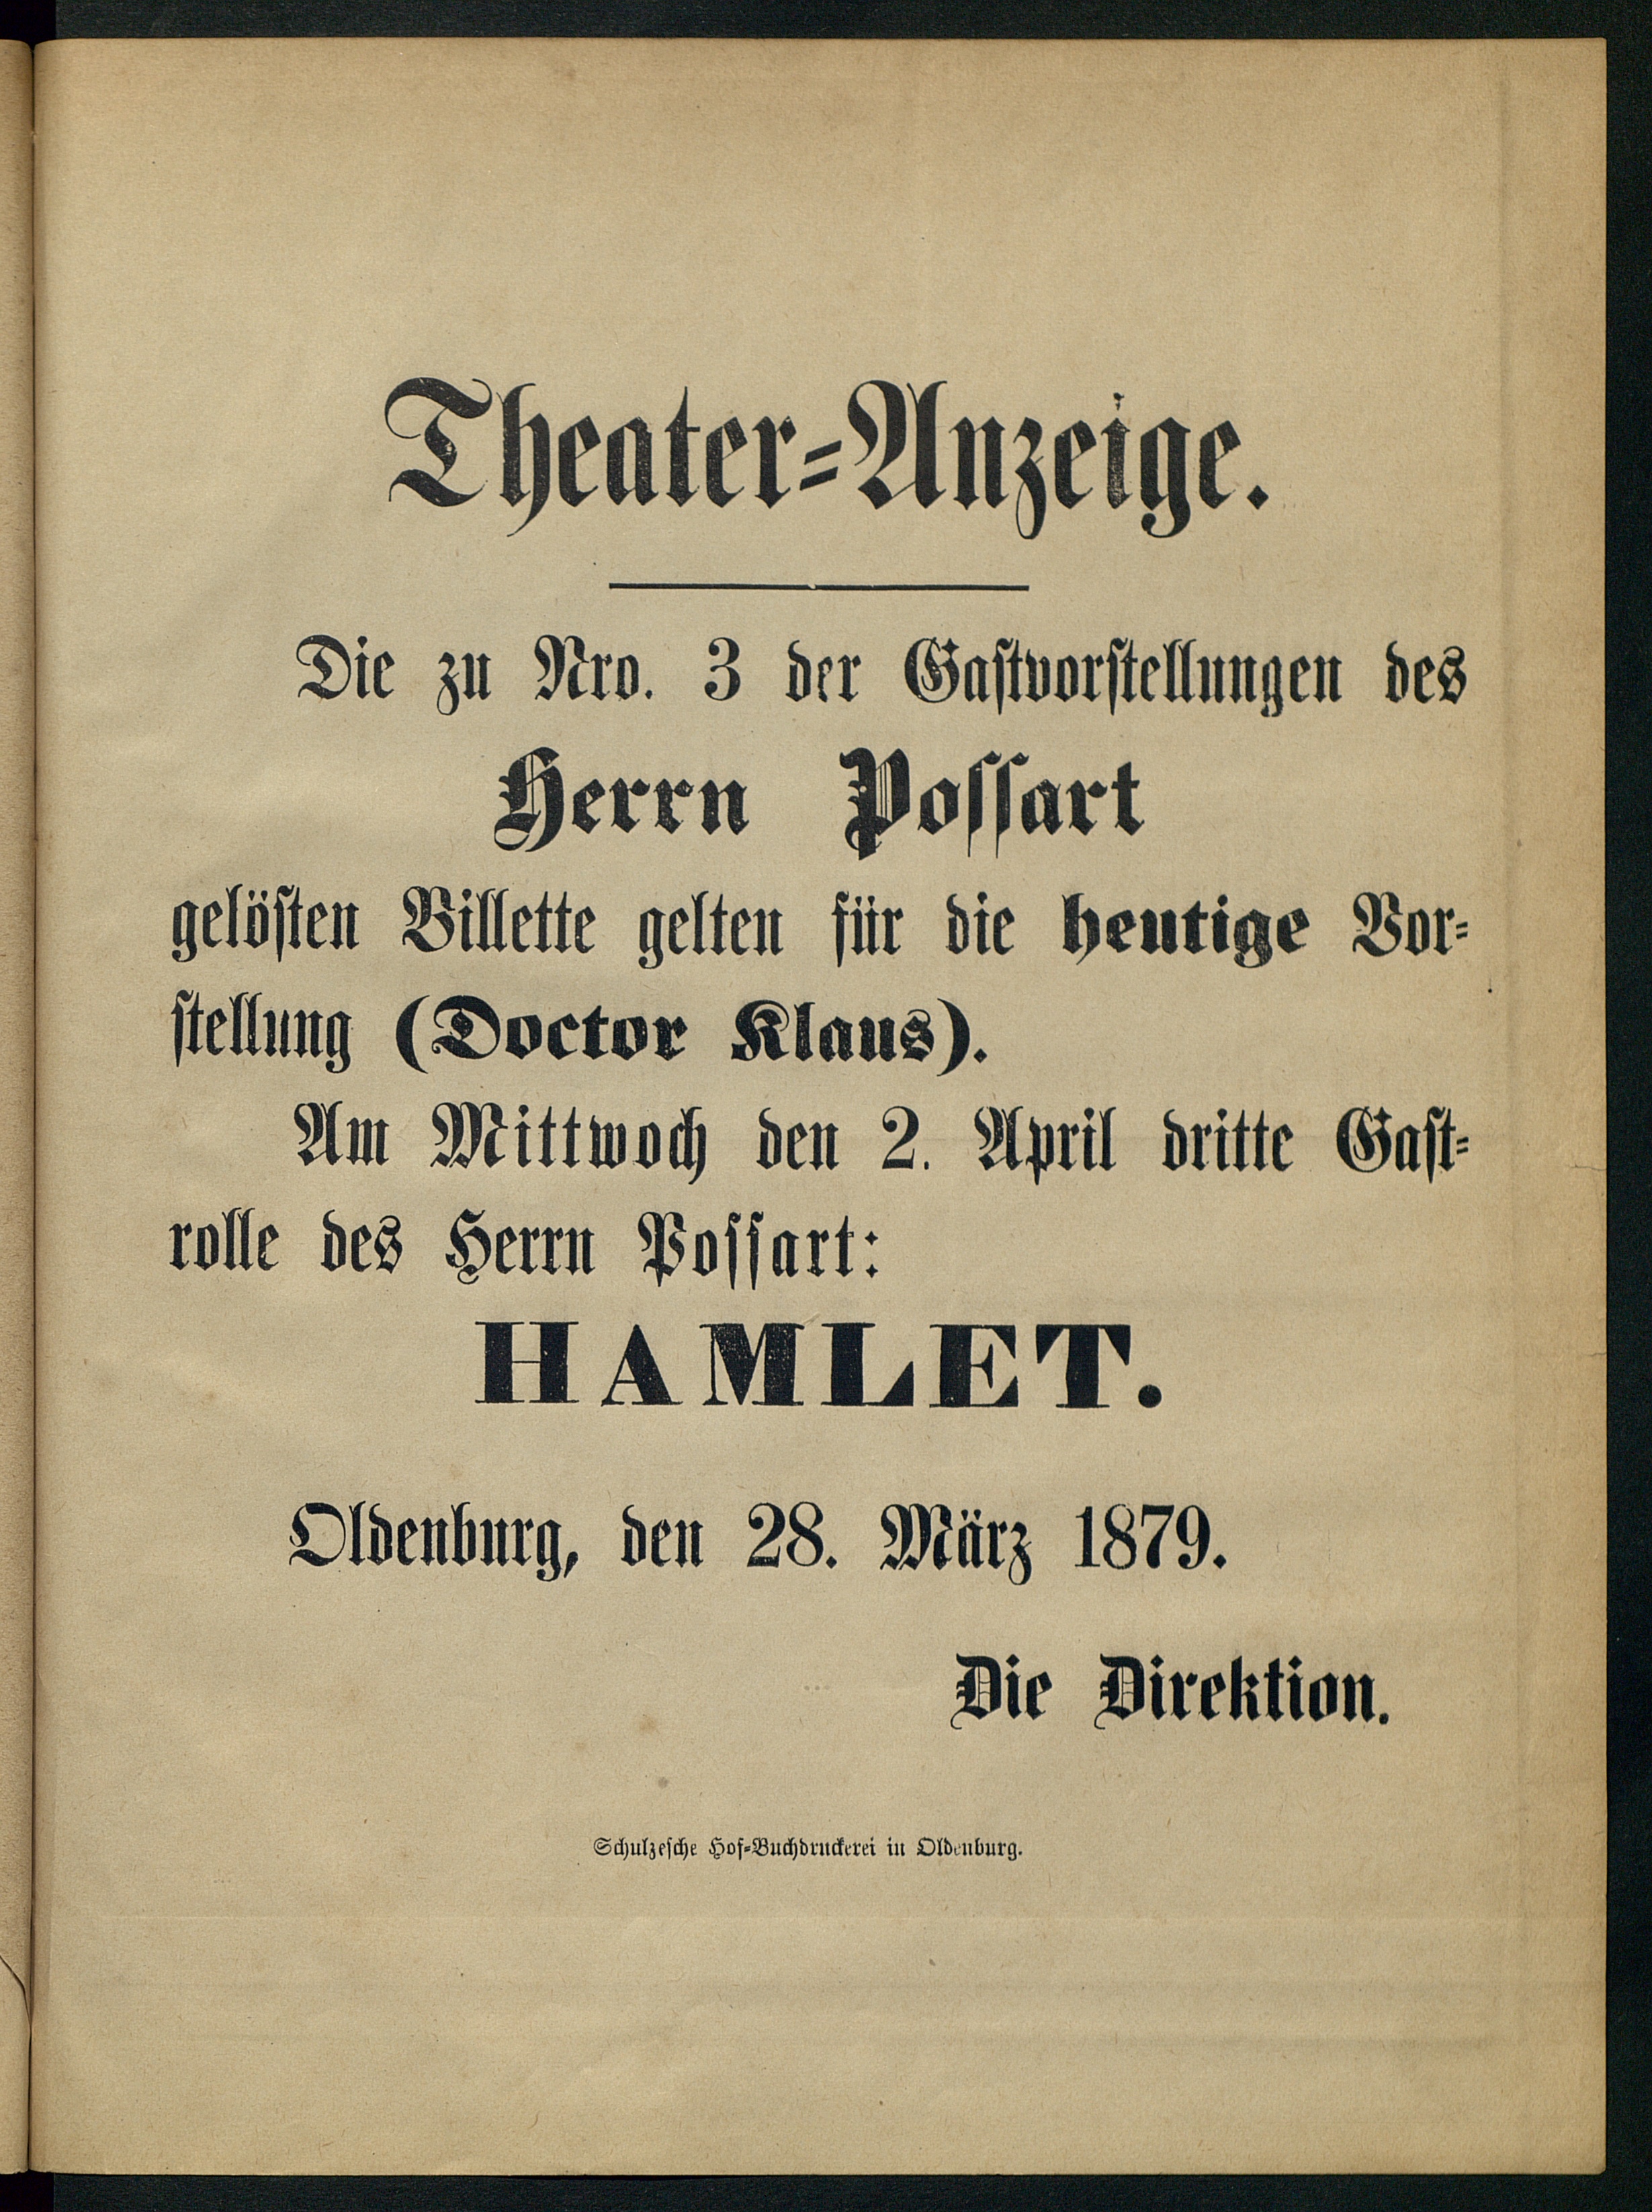 Theater-Anzeige.
Die zu Nro. 3 der Gastvorstellungen des
Herrn Possart
gelösten Billette gelten für die heutige Vor-
stellung (Doctor Klaus).
Am Mittwoch den 2. April dritte Gast-
rolle des Herrn Possart:
HAMLET.
Oldenburg, den 28. März 1879.
Die Direktion.
Schulzesche Hof-Buchdruckerei in Oldenburg.